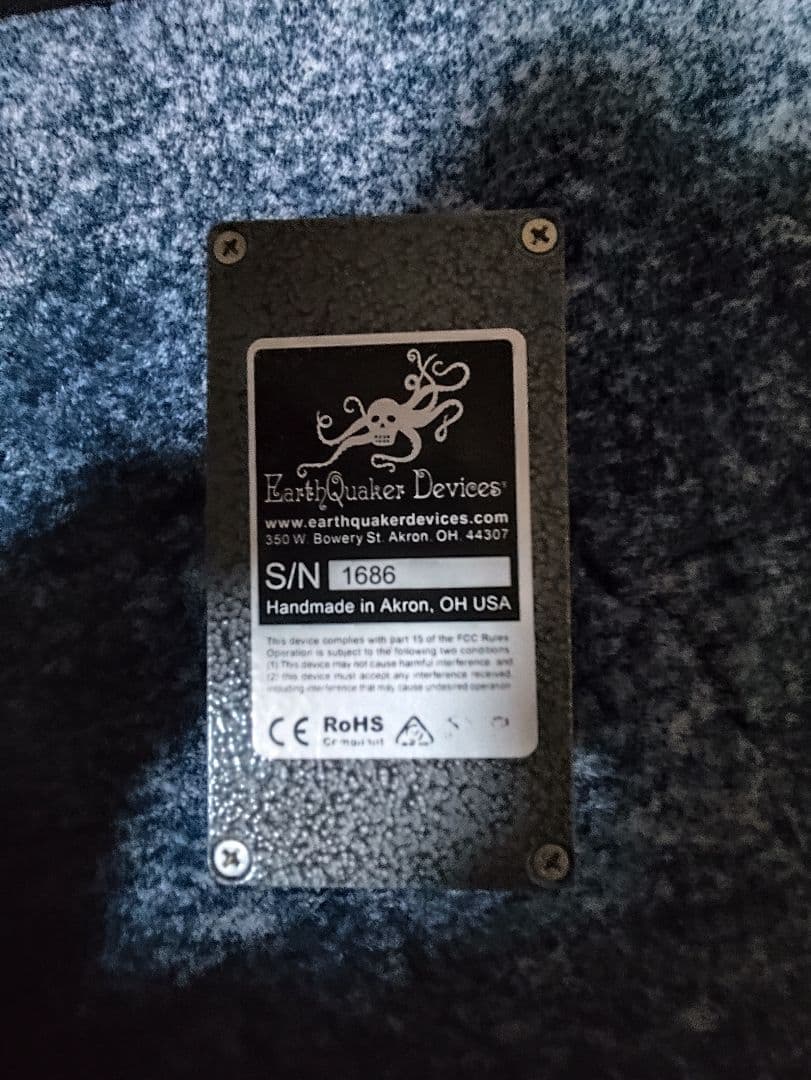 EarthQuaker Devices
www.earthquakerdevices.com
350 W. Bowery St. Akron, OH. 44307
S/N 1686
Handmade in Akron, OH USA
This device complies with part 15 of the FCC Rules
Operation is subject to the following two conditions
(1) This device may not cause harmful interference, and
(2) this device must accept any interference received,
including interference that may cause undesired operation
CE RoHS
Compliant